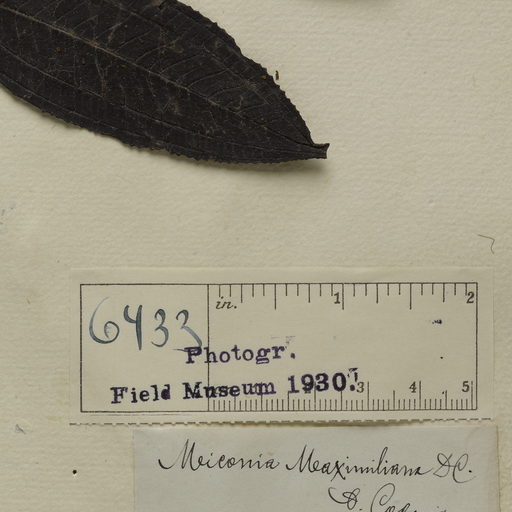 6433
in. 1 2
Photogr.
Field Museum 1930! 3 4 5
Miconia Maximiliana DC.